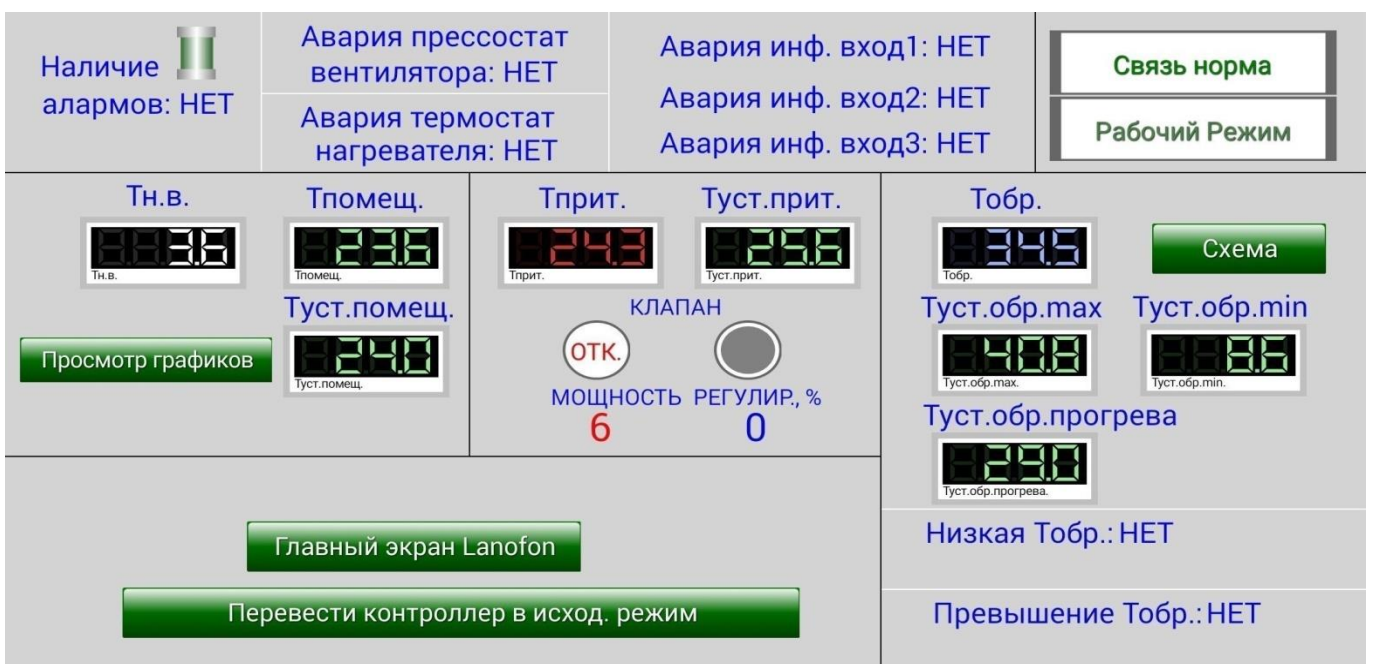 Наличие
алармов: НЕТ
Авария прессостат
вентилятора: НЕТ
Авария термостат
нагревателя: НЕТ
Авария инф. вход1: НЕТ
Авария инф. вход2: НЕТ
Авария инф. вход3: НЕТ
Связь норма
Рабочий Режим
Тн.в.
3.6
Тн.в.
Тпомещ.
23.6
Тпомещ.
Туст.помещ.
24.0
Туст.помещ.
Просмотр графиков
Тприт.
24.3
Тприт.
Туст.прит.
25.6
Туст.прит.
КЛАПАН
ОТК.
МОЩНОСТЬ РЕГУЛИР., %
6 0
Тобр.
34.5
Тобр.
Схема
Туст.обр.max
40.8
Туст.обр.max.
Туст.обр.min
8.6
Туст.обр.min.
Туст.обр.прогрева
29.0
Туст.обр.прогрева.
Низкая Тобр.: НЕТ
Превышение Тобр.: НЕТ
Главный экран Lanofon
Перевести контроллер в исход. режим